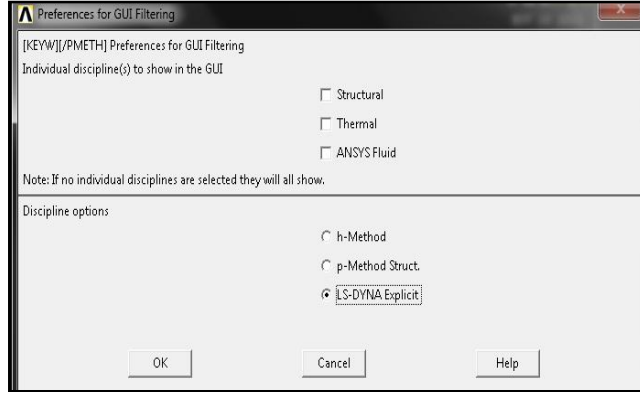 Preferences for GUI Filtering
[KEYW][/PMETH] Preferences for GUI Filtering
Individual discipline(s) to show in the GUI
Structural
Thermal
ANSYS Fluid
Note: If no individual disciplines are selected they will all show.
Discipline options
h-Method
p-Method Struct.
LS-DYNA Explicit
OK Cancel Help